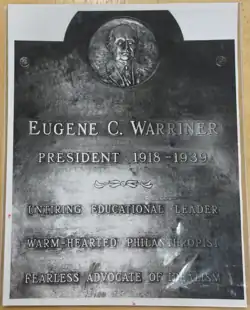 EUGENE C. WARRINER
PRESIDENT 1918-1939
UNTIRING EDUCATIONAL LEADER
WARM-HEARTED PHILANTHROPIST
FEARLESS ADVOCATE OF IDEALISM